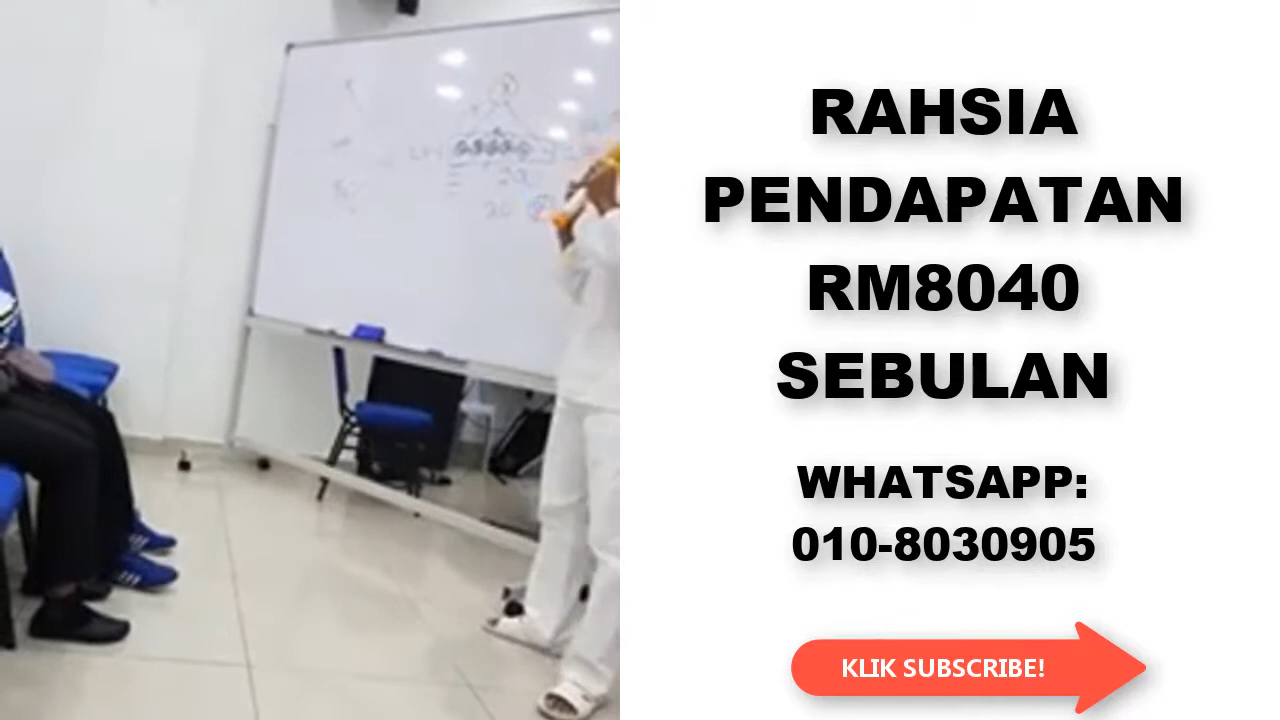 RAHSIA
PENDAPATAN
RM8040
SEBULAN
WHATSAPP:
010-8030905
KLIK SUBSCRIBE!